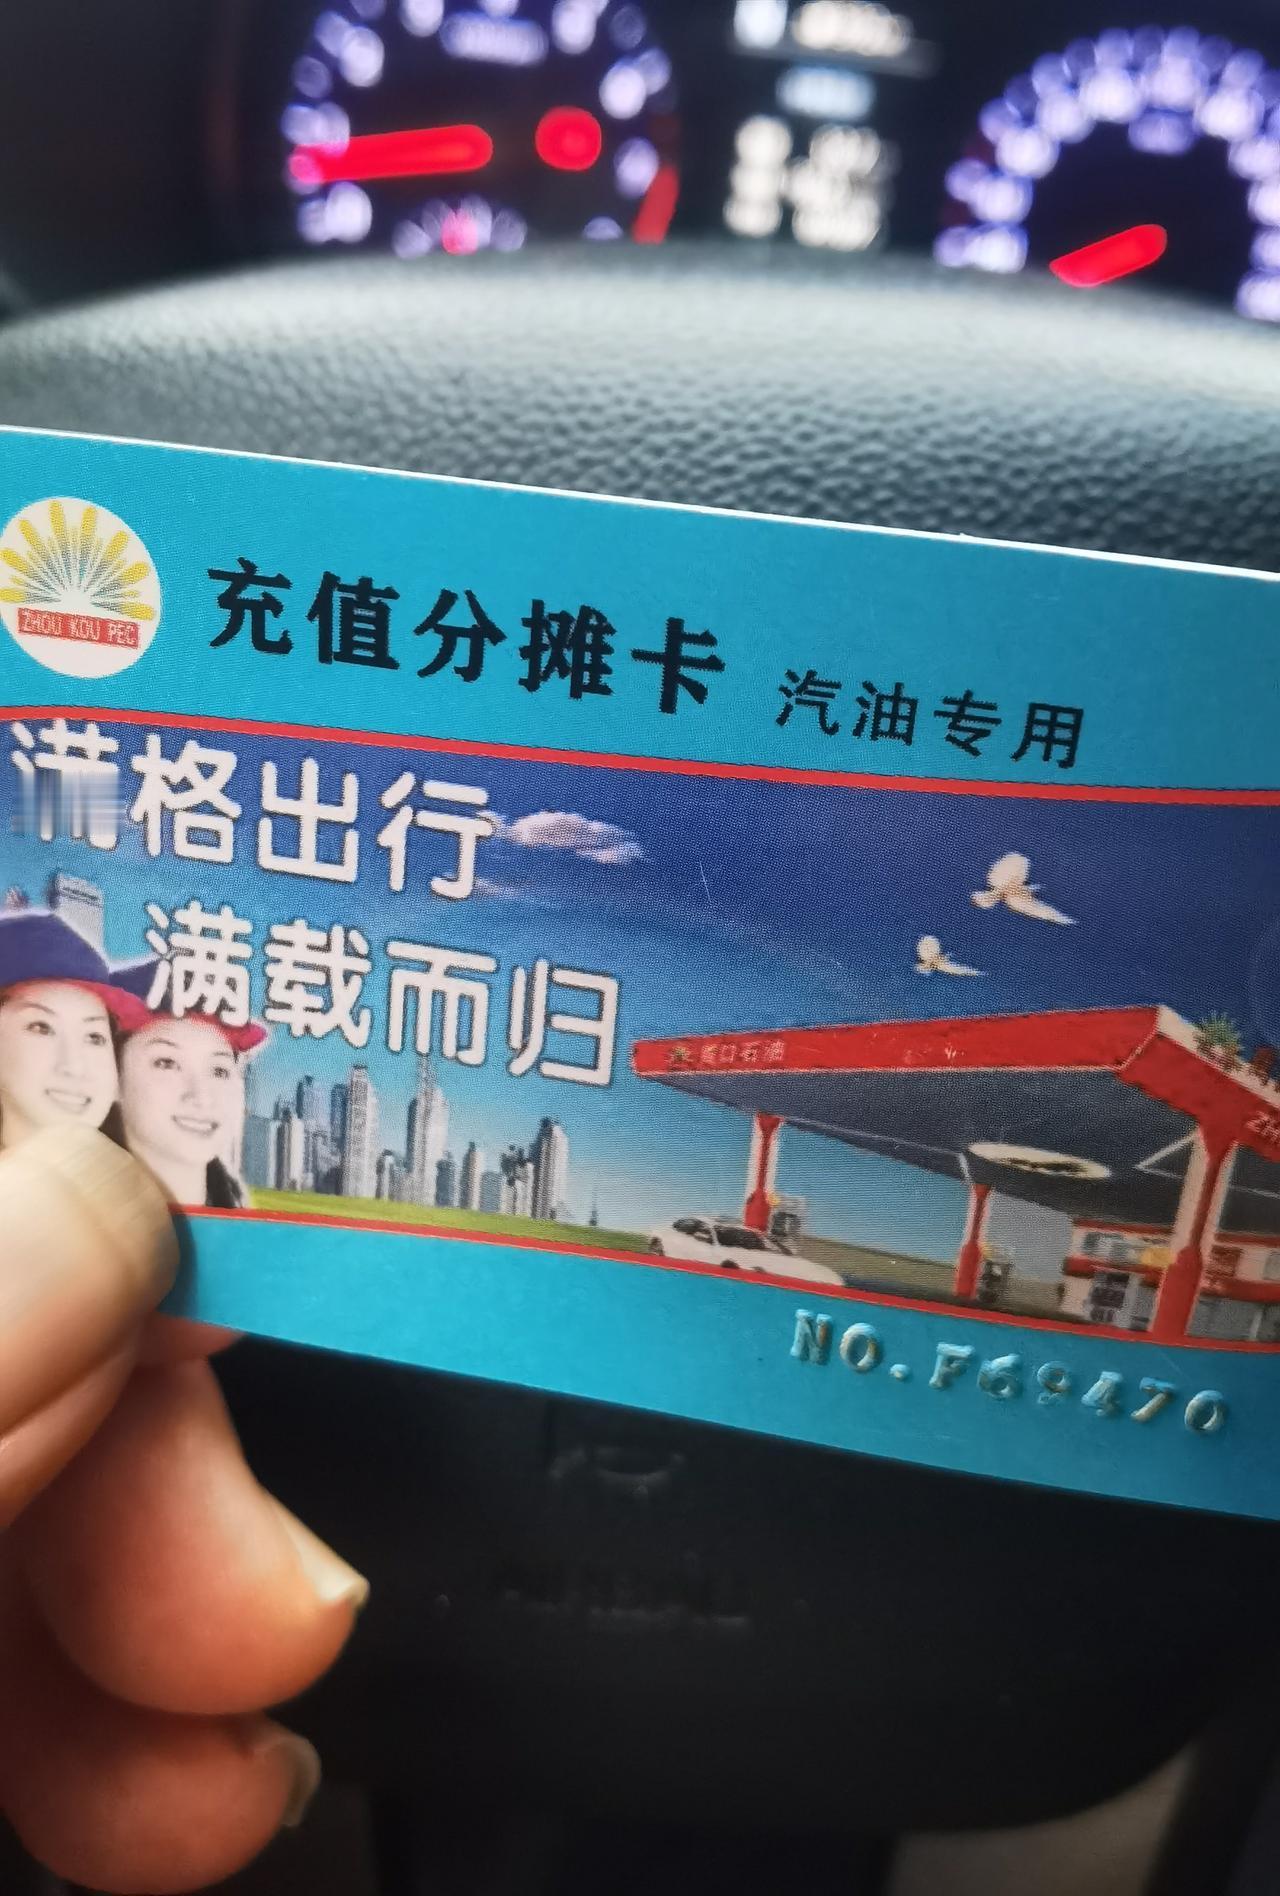 充值分摊卡 汽油专用
ZHOU KOU PEC
满格出行
满载而归
周口石油
NO.F69470